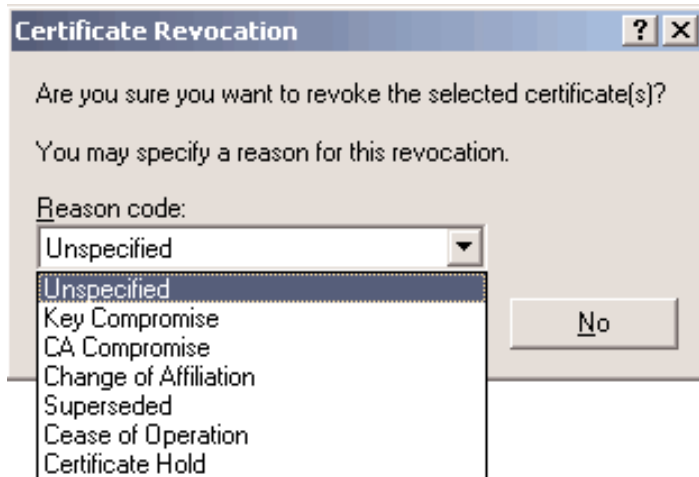 Certificate Revocation
Are you sure you want to revoke the selected certificate(s)?
You may specify a reason for this revocation.
Reason code:
Unspecified
Unspecified
Key Compromise
No
CA Compromise
Change of Affiliation
Superseded
Cease of Operation
Certificate Hold